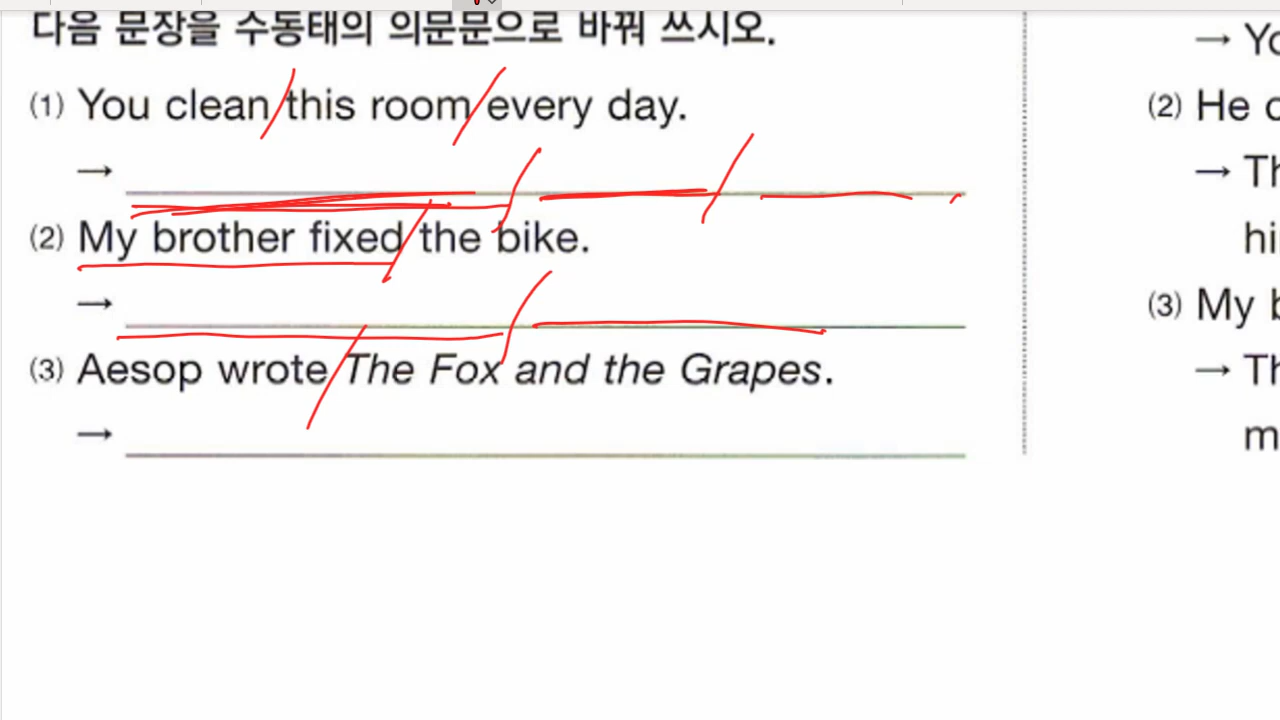 다음 문장을 수동태의 의문문으로 바꿔 쓰시오.
(1) You clean this room every day.
→
(2) My brother fixed the bike.
→
(3) Aesop wrote The Fox and the Grapes.
→
→ Yo
(2) He
→ Th
hi
(3) My b
→ Th
m